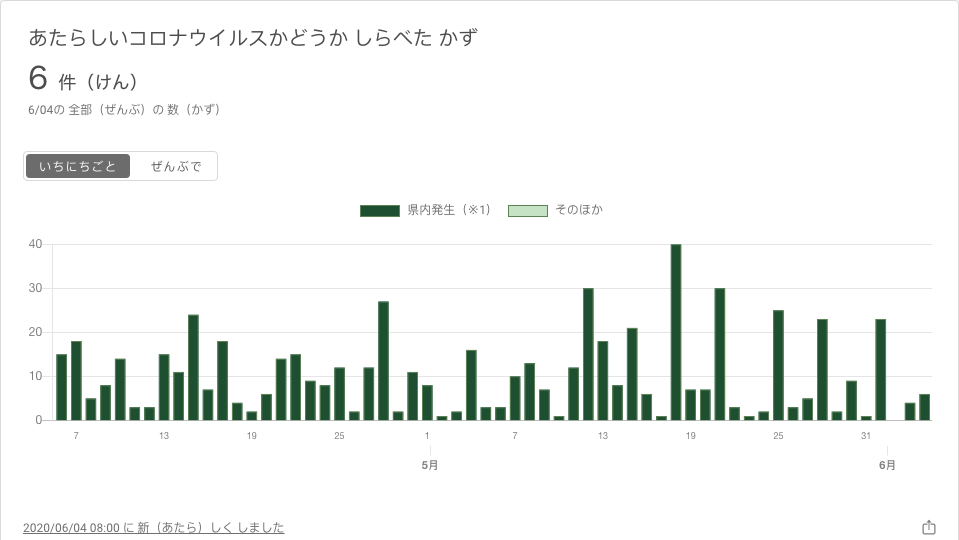 あたらしいコロナウイルスかどうか しらべた かず
6 件（けん）
6/04の 全部（ぜんぶ）の 数（かず）
いちにちごと ぜんぶで
県内発生（※1） そのほか
40
30
20
10
0
7 13 19 25 1 7 13 19 25 31
5月 6月
2020/06/04 08:00 に 新（あたら）しく しました